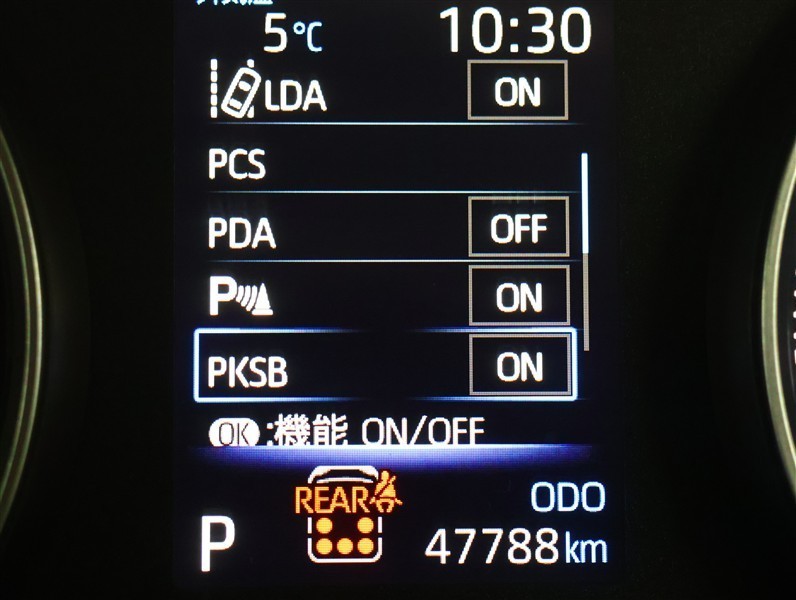 5℃ 10:30
LDA ON
PCS
PDA OFF
P ON
PKSB ON
OK :機能 ON/OFF
REAR
ODO
P 47788 km